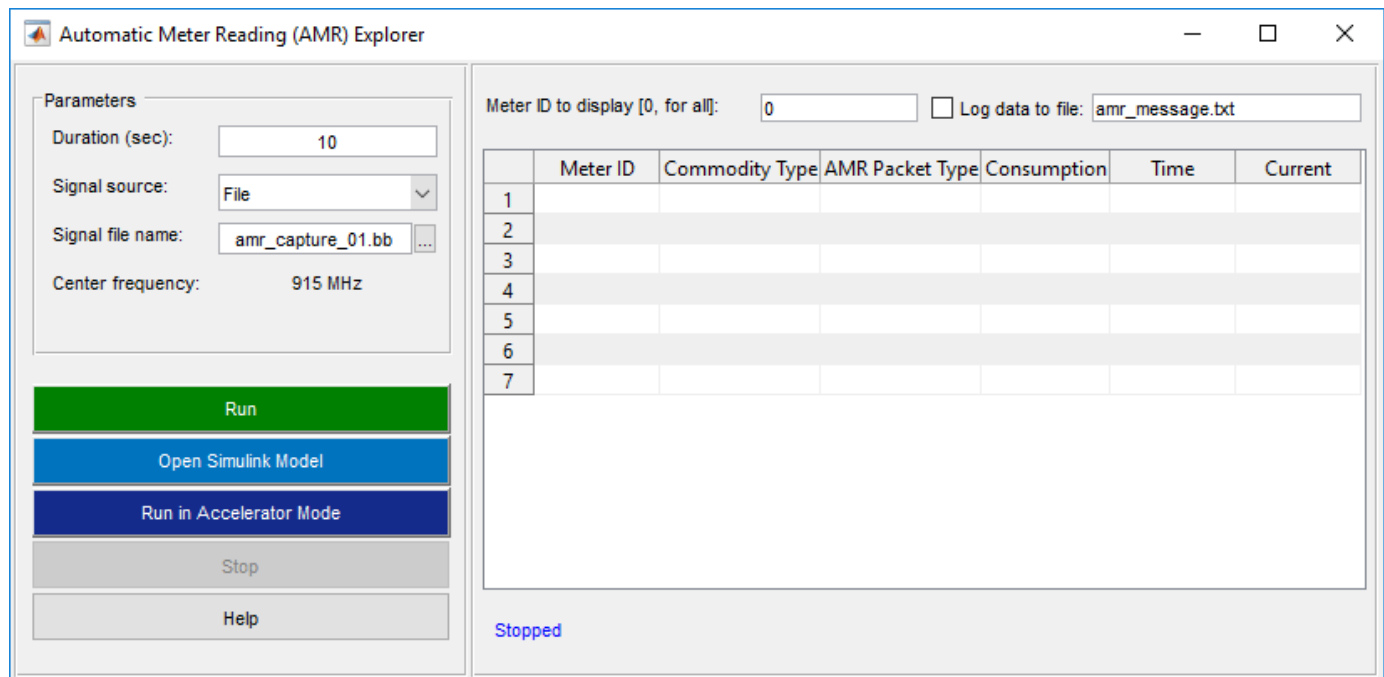 Automatic Meter Reading (AMR) Explorer
Parameters
Duration (sec): 10
Signal source: File
Signal file name: amr_capture_01.bb ...
Center frequency: 915 MHz
Run
Open Simulink Model
Run in Accelerator Mode
Stop
Help
Meter ID to display [0, for all]: 0 Log data to file: amr_message.txt
Meter ID Commodity Type AMR Packet Type Consumption Time Current
1
2
3
4
5
6
7
Stopped